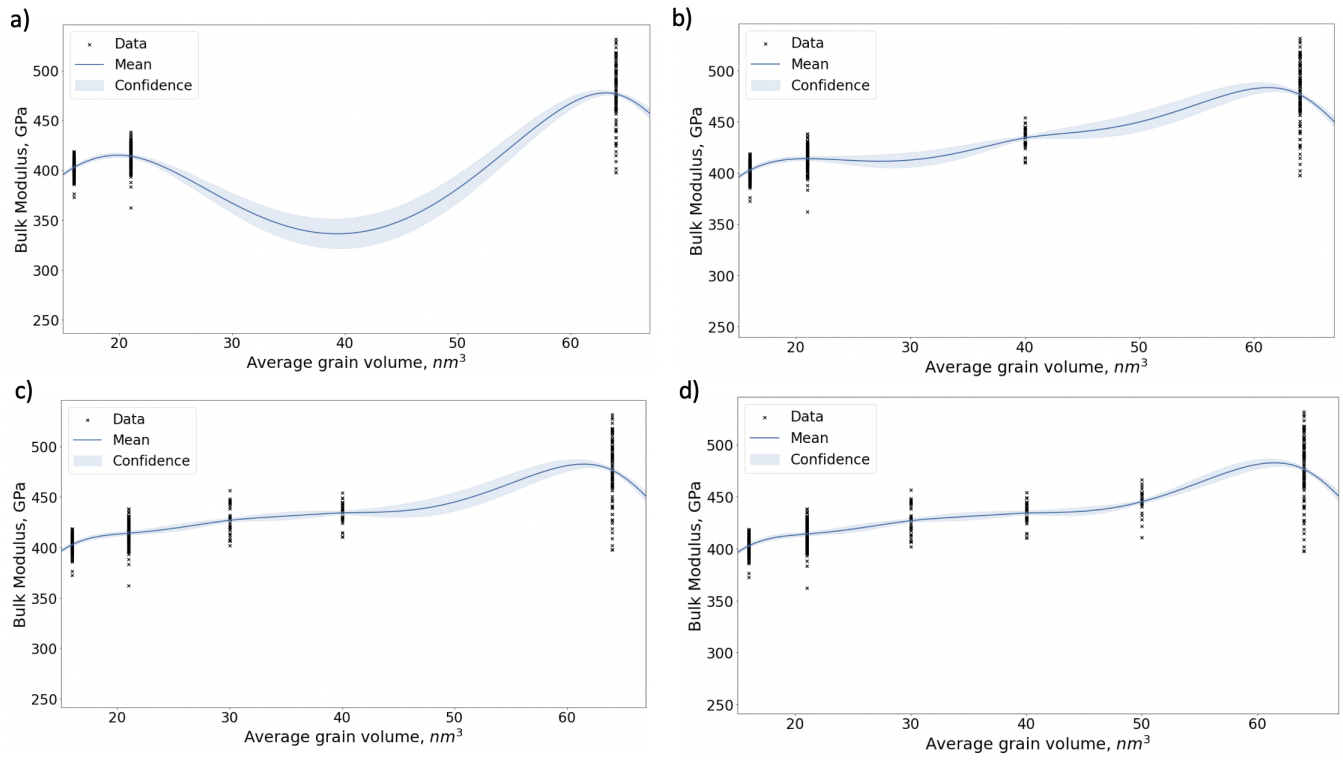 a)
Data
Mean
Confidence
500
450
400
350
300
250
Bulk Modulus, GPa
20 30 40 50 60
Average grain volume, nm³
b)
Data
Mean
Confidence
500
450
400
350
300
250
Bulk Modulus, GPa
20 30 40 50 60
Average grain volume, nm³
c)
Data
Mean
Confidence
500
450
400
350
300
250
Bulk Modulus, GPa
20 30 40 50 60
Average grain volume, nm³
d)
Data
Mean
Confidence
500
450
400
350
300
250
Bulk Modulus, GPa
20 30 40 50 60
Average grain volume, nm³